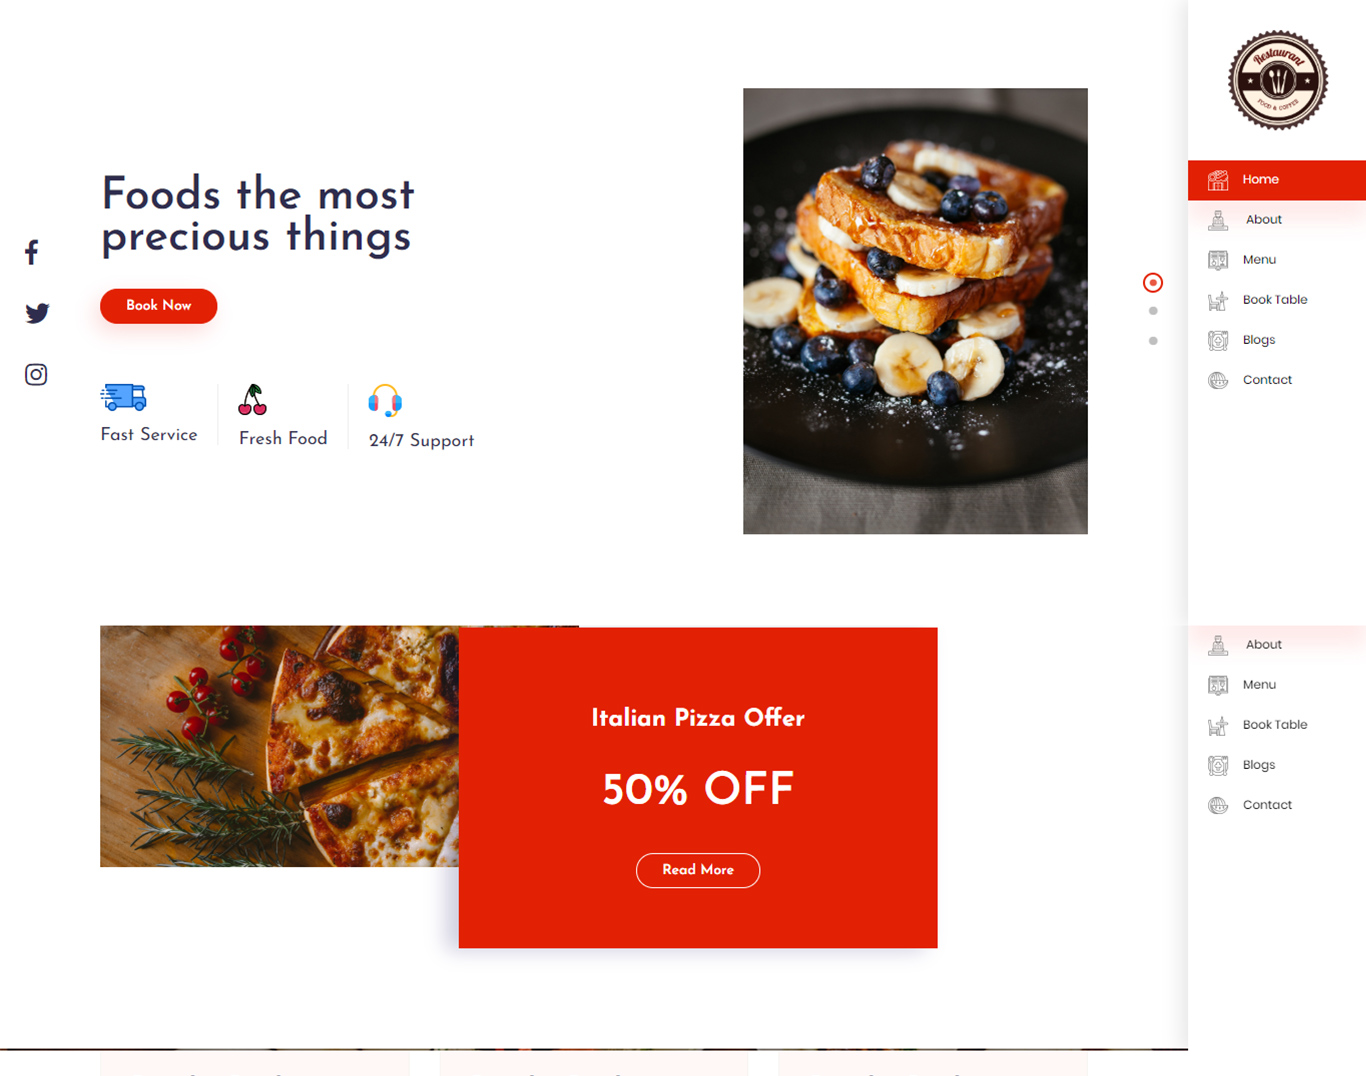 Restaurant
FOOD & COFFEE
Home
About
Menu
Book Table
Blogs
Contact
Foods the most
precious things
Book Now
Fast Service
Fresh Food
24/7 Support
Italian Pizza Offer
50% OFF
Read More
About
Menu
Book Table
Blogs
Contact